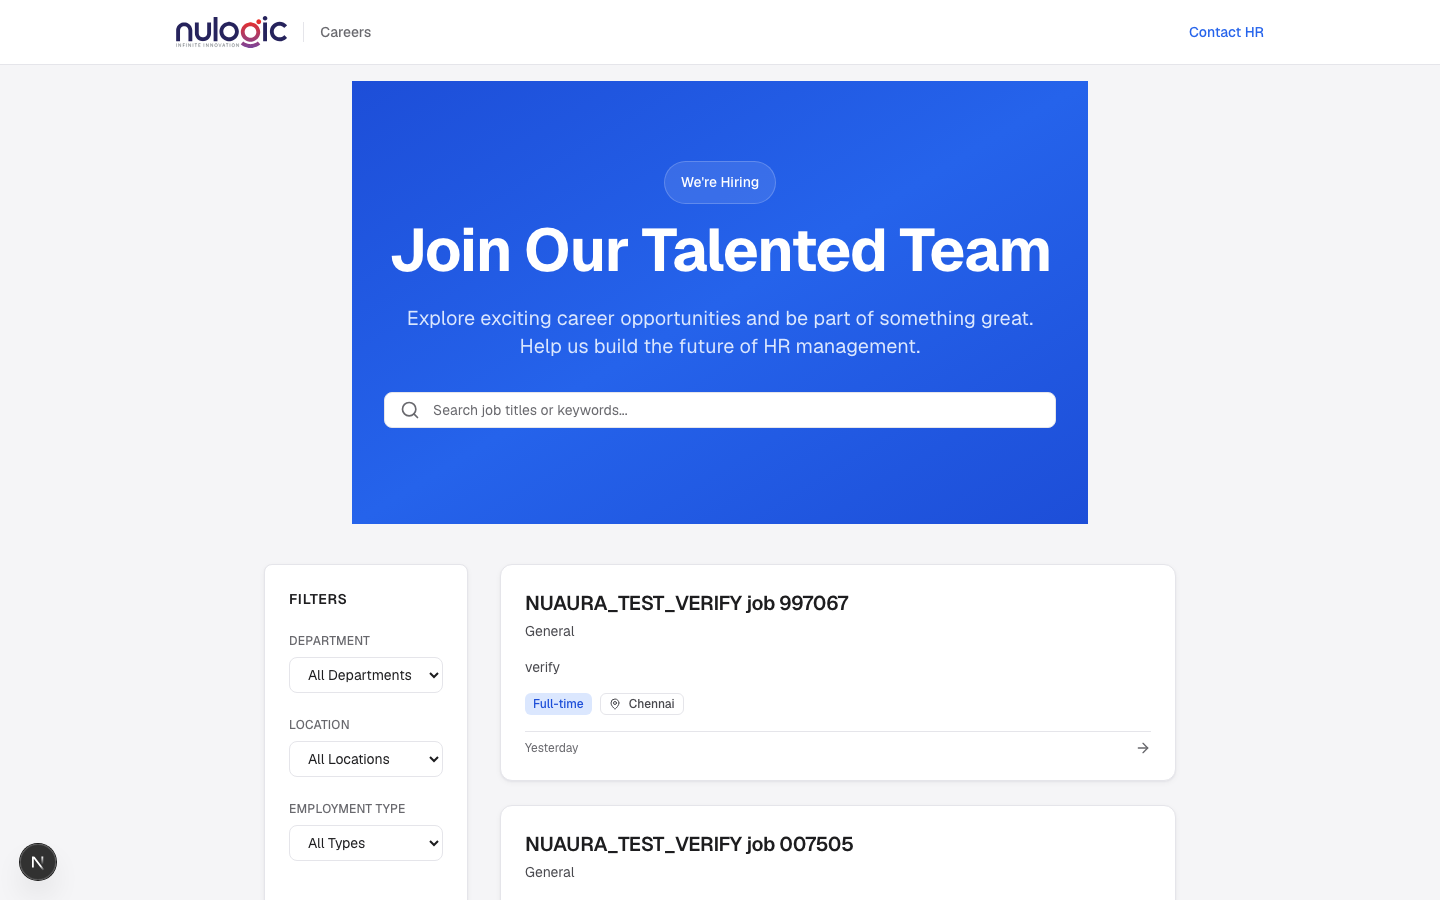 nulogic
INFINITE INNOVATION
Careers
Contact HR
We're Hiring
Join Our Talented Team
Explore exciting career opportunities and be part of something great.
Help us build the future of HR management.
Search job titles or keywords...
FILTERS
DEPARTMENT
All Departments
LOCATION
All Locations
EMPLOYMENT TYPE
All Types
NUAURA_TEST_VERIFY job 997067
General
verify
Full-time
Chennai
Yesterday
NUAURA_TEST_VERIFY job 007505
General
N